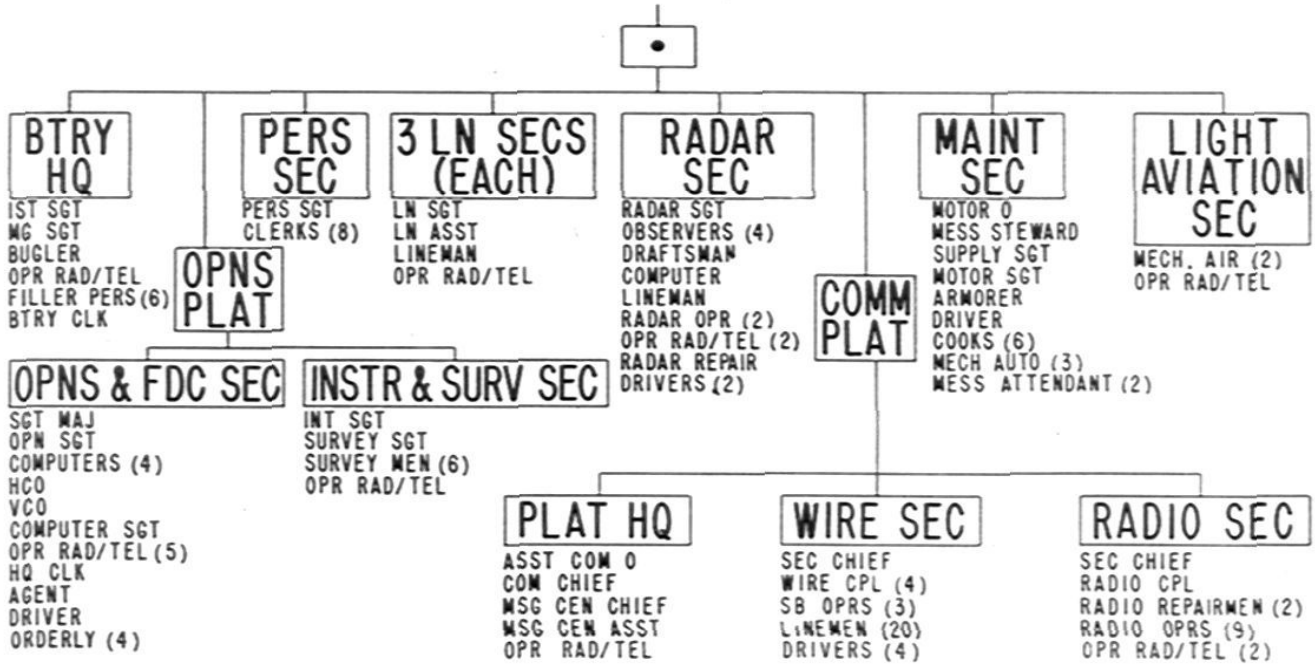 BTRY
HQ
IST SGT
MG SGT
BUGLER
OPR RAD/TEL
FILLER PERS (6)
BTRY CLK
OPNS
PLAT
PERS
SEC
PERS SGT
CLERKS (8)
3 LN SECS
(EACH)
LN SGT
LN ASST
LINEMAN
OPR RAD/TEL
RADAR
SEC
RADAR SGT
OBSERVERS (4)
DRAFTSMAN
COMPUTER
LINEMAN
RADAR OPR (2)
OPR RAD/TEL (2)
RADAR REPAIR
DRIVERS (2)
COMM
PLAT
MAINT
SEC
MOTOR O
MESS STEWARD
SUPPLY SGT
MOTOR SGT
ARMORER
DRIVER
COOKS (6)
MECH AUTO (3)
MESS ATTENDANT (2)
LIGHT
AVIATION
SEC
MECH. AIR (2)
OPR RAD/TEL
OPNS & FDC SEC
SGT MAJ
OPN SGT
COMPUTERS (4)
HCO
VCO
COMPUTER SGT
OPR RAD/TEL (5)
HQ CLK
AGENT
DRIVER
ORDERLY (4)
INSTR & SURV SEC
INT SGT
SURVEY SGT
SURVEY MEN (6)
OPR RAD/TEL
PLAT HQ
ASST COM O
COM CHIEF
MSG CEN CHIEF
MSG CEN ASST
OPR RAD/TEL
WIRE SEC
SEC CHIEF
WIRE CPL (4)
SB OPRS (3)
LINEMEN (20)
DRIVERS (4)
RADIO SEC
SEC CHIEF
RADIO CPL
RADIO REPAIRMEN (2)
RADIO OPRS (9)
OPR RAD/TEL (2)